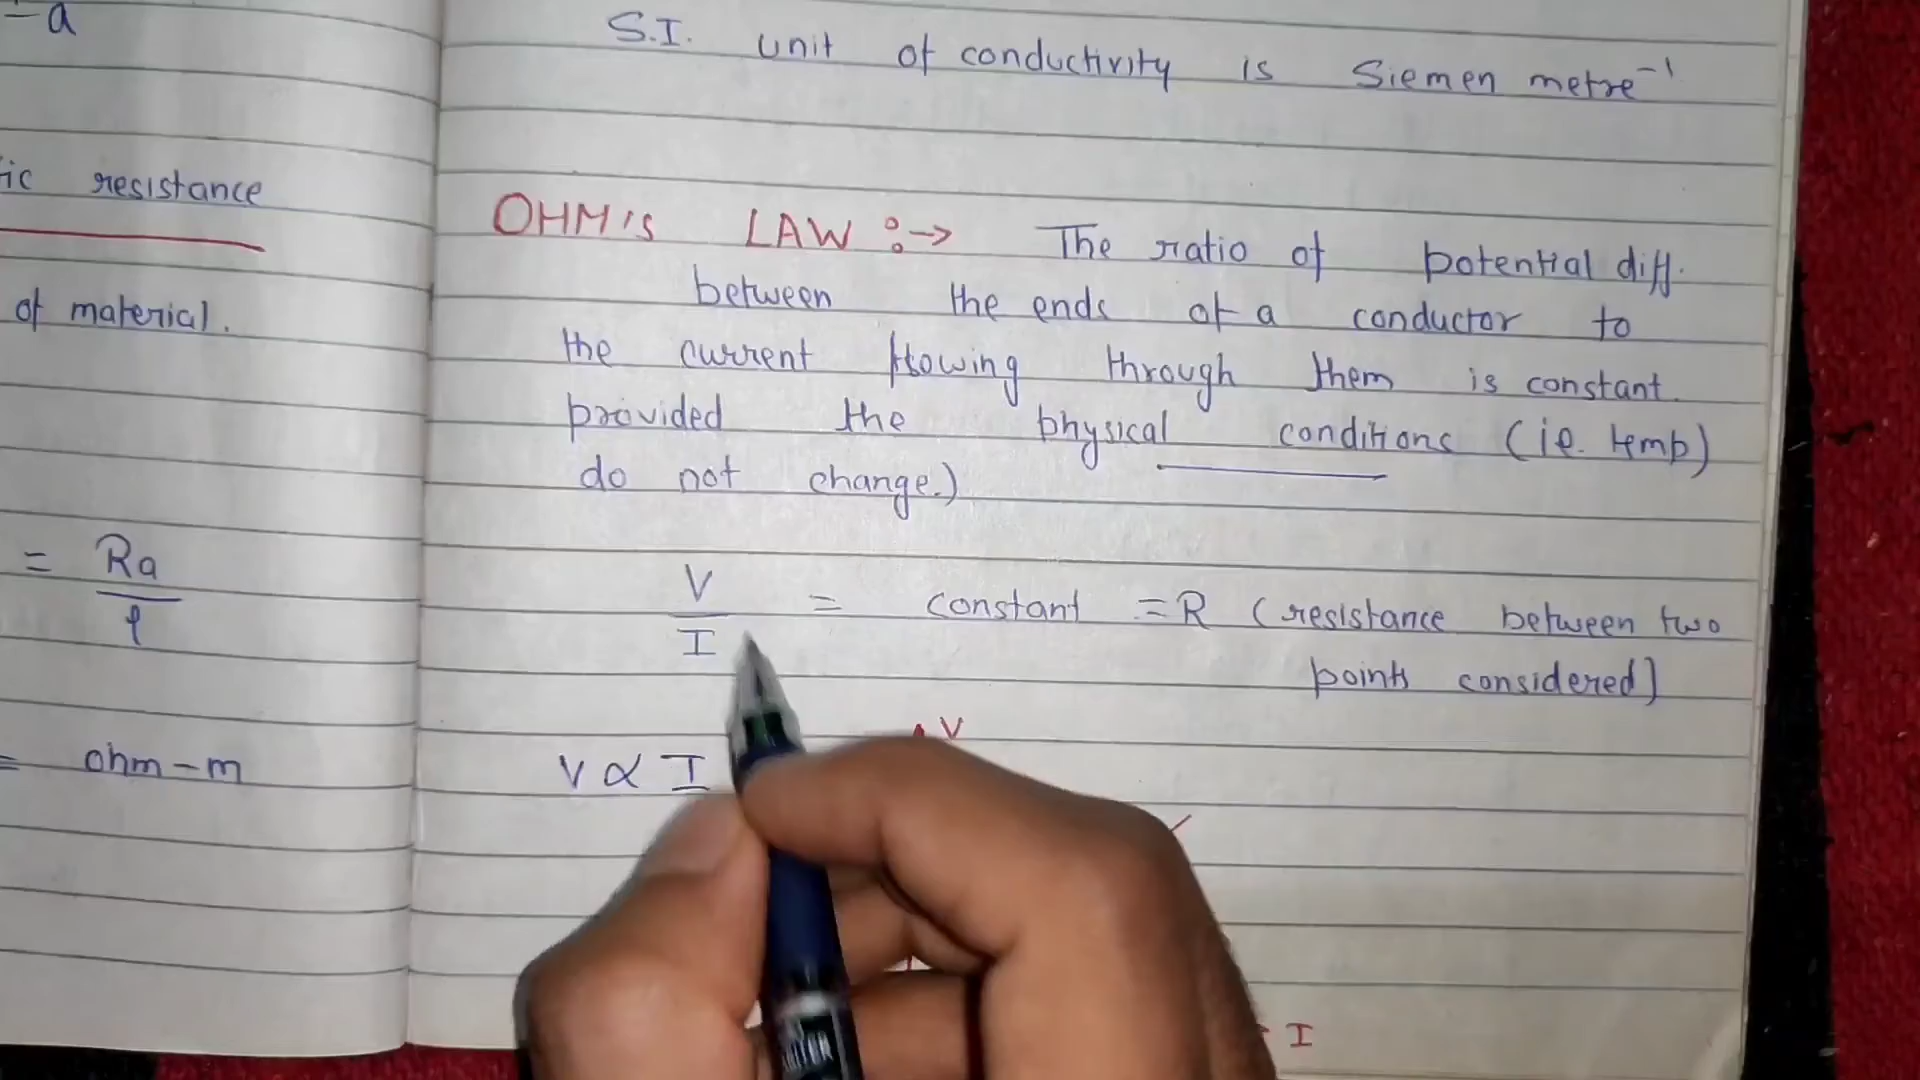 -a
ic resistance
of material.
= Ra
l
= ohm-m
S.I. unit of conductivity is Siemen metre⁻¹
OHM's LAW :-> The ratio of potential diff.
between the ends of a conductor to
the current flowing through them is constant
provided the physical conditions (ie. temp)
do not change.)
V
I
= constant = R (resistance between two
points considered)
V ∝ I
V
I